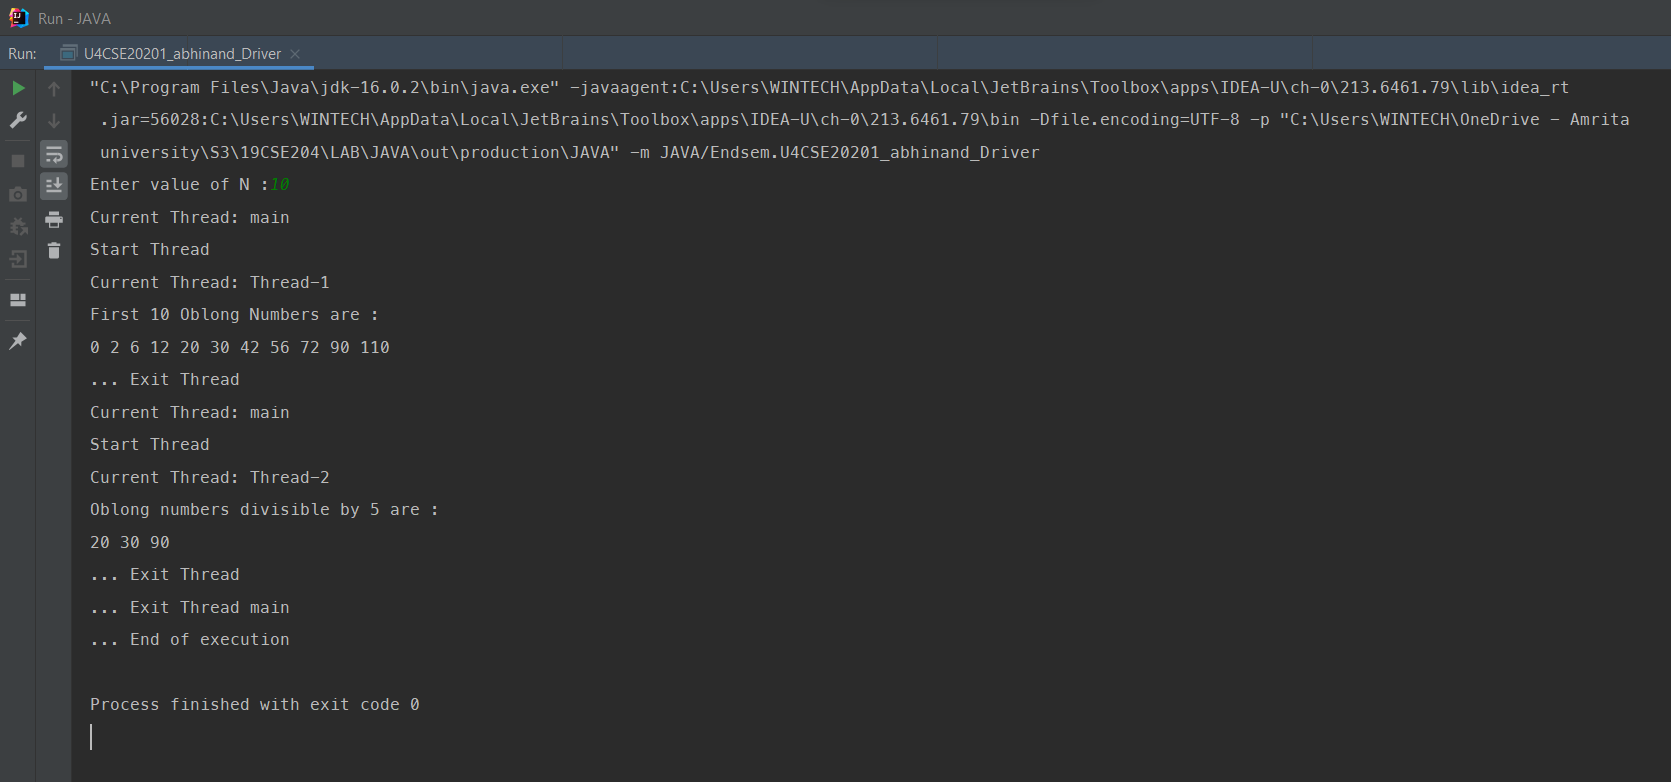 Run - JAVA
Run: U4CSE20201_abhinand_Driver
"C:\Program Files\Java\jdk-16.0.2\bin\java.exe" -javaagent:C:\Users\WINTECH\AppData\Local\JetBrains\Toolbox\apps\IDEA-U\ch-0\213.6461.79\lib\idea_rt
.jar=56028:C:\Users\WINTECH\AppData\Local\JetBrains\Toolbox\apps\IDEA-U\ch-0\213.6461.79\bin -Dfile.encoding=UTF-8 -p "C:\Users\WINTECH\OneDrive - Amrita
university\S3\19CSE204\LAB\JAVA\out\production\JAVA" -m JAVA/Endsem.U4CSE20201_abhinand_Driver
Enter value of N :10
Current Thread: main
Start Thread
Current Thread: Thread-1
First 10 Oblong Numbers are :
0 2 6 12 20 30 42 56 72 90 110
... Exit Thread
Current Thread: main
Start Thread
Current Thread: Thread-2
Oblong numbers divisible by 5 are :
20 30 90
... Exit Thread
... Exit Thread main
... End of execution
Process finished with exit code 0